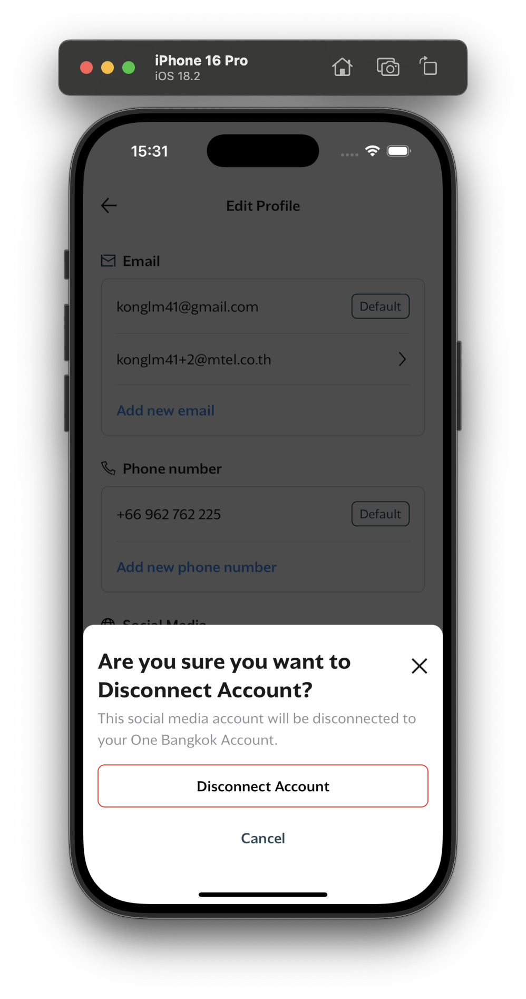 iPhone 16 Pro
iOS 18.2
15:31
Edit Profile
Email
konglm41@gmail.com
Default
konglm41+2@mtel.co.th
Add new email
Phone number
+66 962 762 225
Default
Add new phone number
Social Media
Are you sure you want to
Disconnect Account?
This social media account will be disconnected to
your One Bangkok Account.
Disconnect Account
Cancel